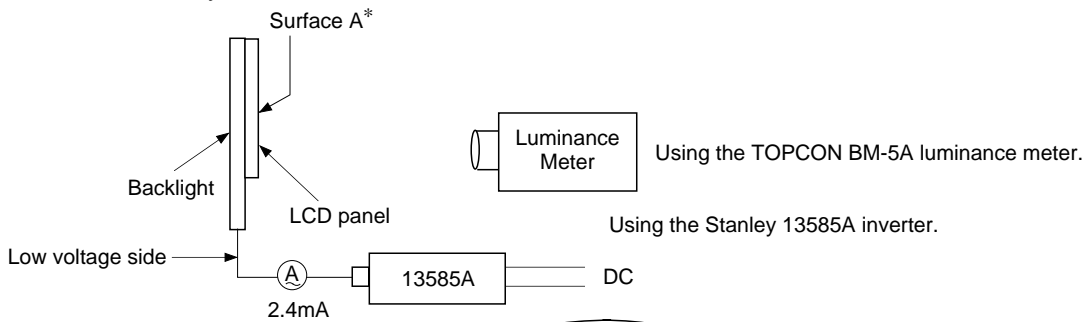 Surface A*
Luminance
Meter
Using the TOPCON BM-5A luminance meter.
Backlight
LCD panel
Using the Stanley 13585A inverter.
Low voltage side
A
~
13585A
DC
2.4mA